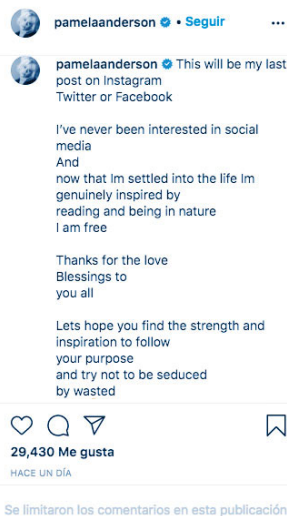 pamelaanderson • Seguir
pamelaanderson This will be my last
post on Instagram
Twitter or Facebook
I've never been interested in social
media
And
now that Im settled into the life Im
genuinely inspired by
reading and being in nature
I am free
Thanks for the love
Blessings to
you all
Lets hope you find the strength and
inspiration to follow
your purpose
and try not to be seduced
by wasted
29,430 Me gusta
HACE UN DÍA
Se limitaron los comentarios en esta publicación